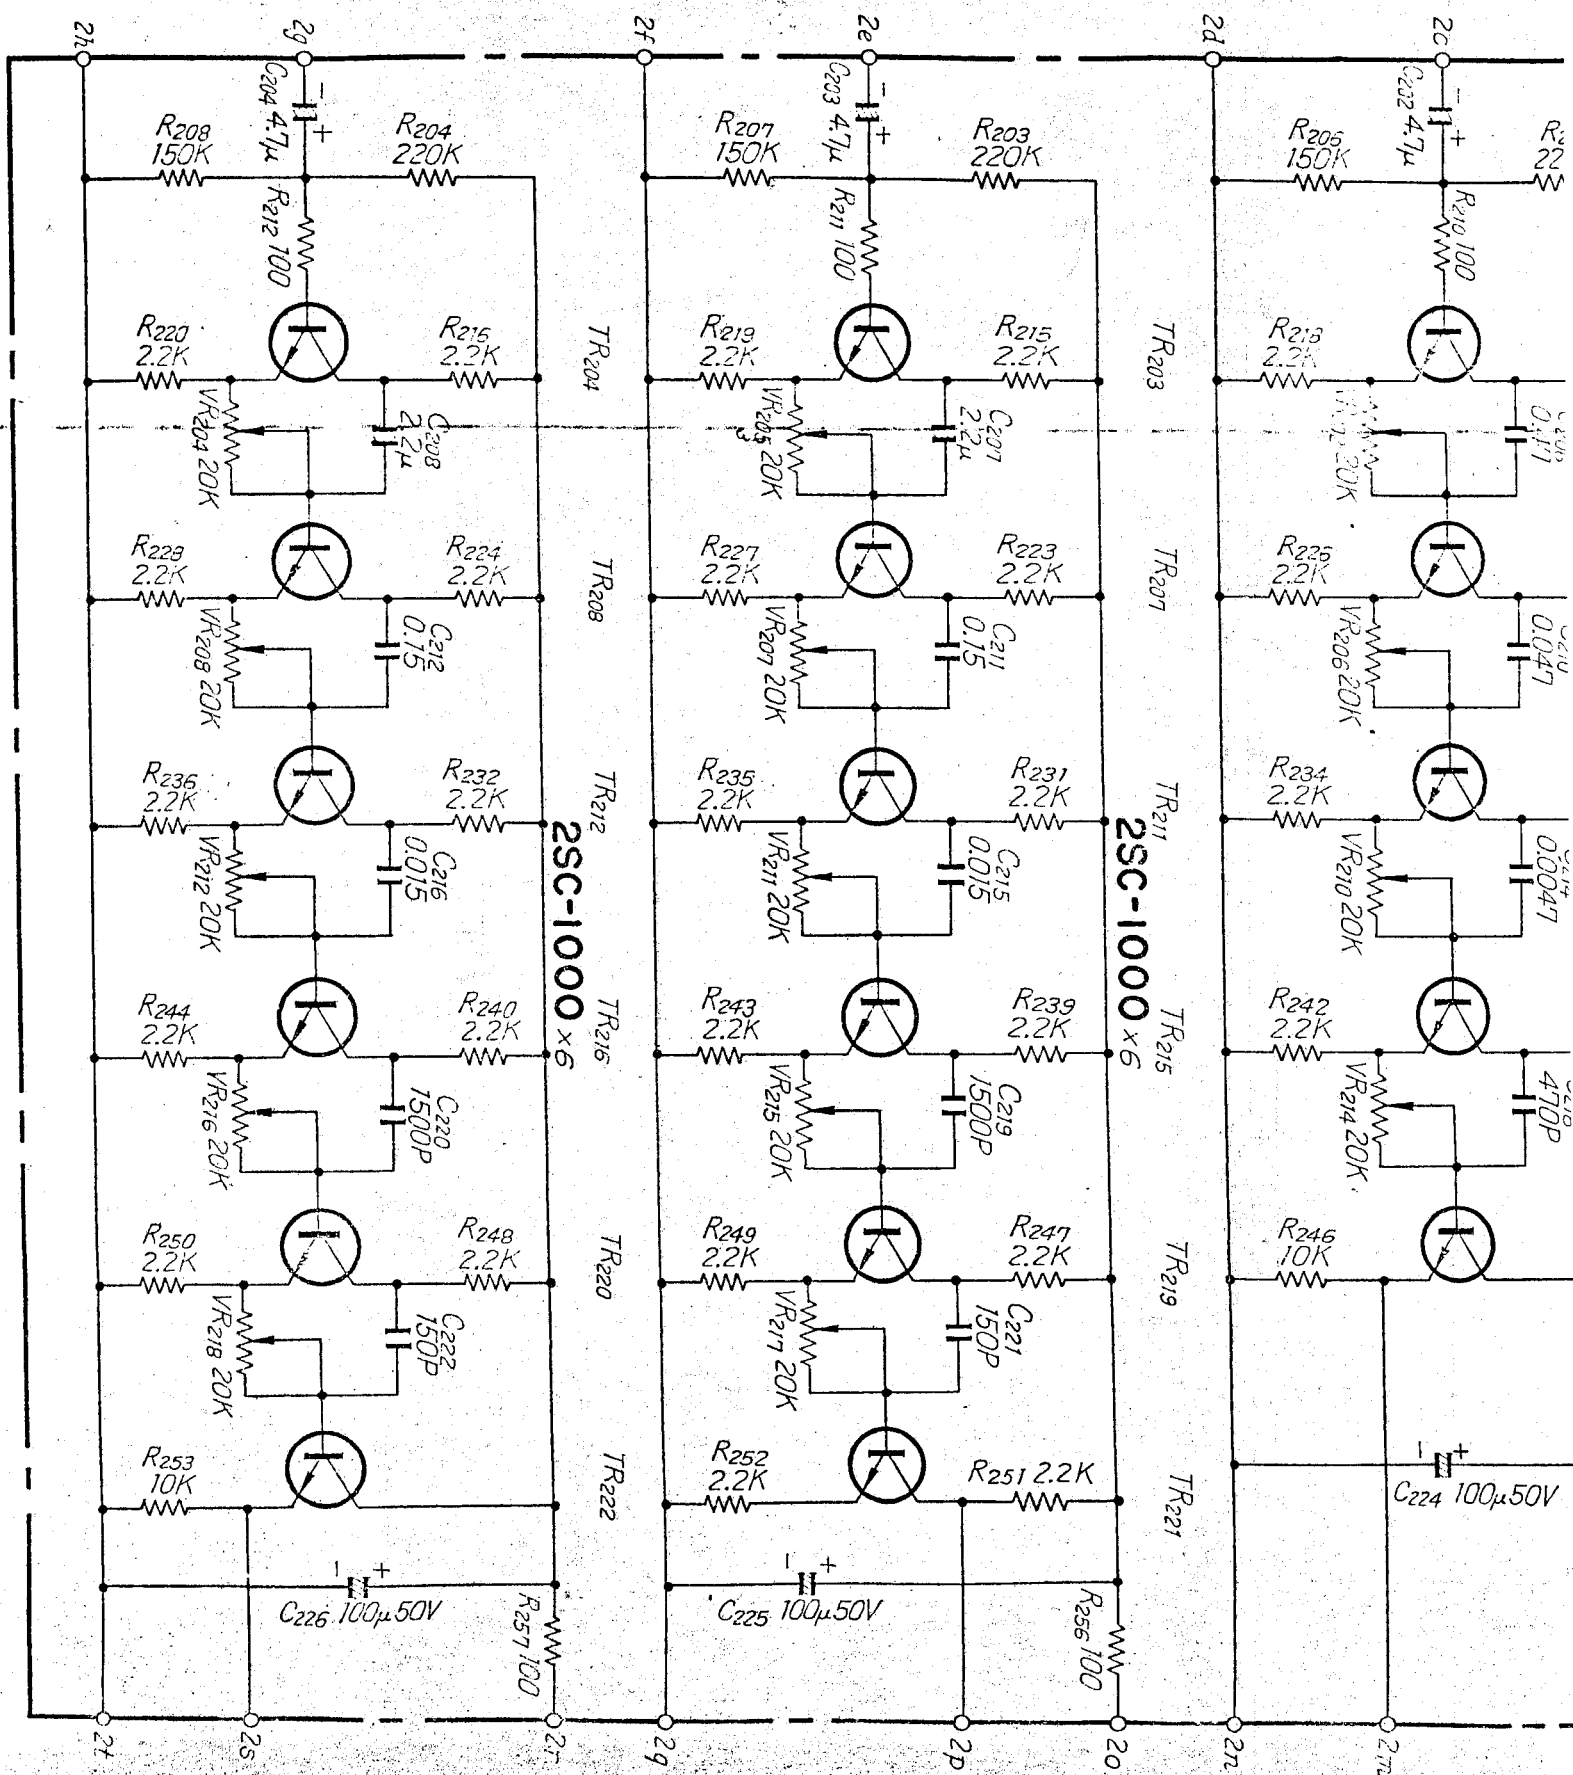 2h
2g
2f
2e
2d
2c
C204 4.7μ
C203 4.7μ
C202 4.7μ
−
+
−
+
−
+
R208
150K
R204
220K
R207
150K
R203
220K
R206
150K
R212 100
R211 100
R210 100
R220
2.2K
R216
2.2K
TR204
R219
2.2K
R215
2.2K
TR203
R218
2.2K
VR204 20K
C208
2.2μ
20K
C207
2.2μ
20K
R228
2.2K
R224
2.2K
TR208
R227
2.2K
R223
2.2K
TR207
R226
2.2K
VR208 20K
C212
0.15
VR207 20K
C211
0.15
VR206 20K
0.047
R236
2.2K
R232
2.2K
TR212
R235
2.2K
R231
2.2K
TR211
R234
2.2K
2SC-1000 ×6
2SC-1000 ×6
VR212 20K
C216
0.015
VR211 20K
C215
0.015
VR210 20K
0.0047
R244
2.2K
R240
2.2K
TR216
R243
2.2K
R239
2.2K
TR215
R242
2.2K
VR216 20K
C220
1500P
VR215 20K
C219
1500P
VR214 20K
470P
R250
2.2K
R248
2.2K
TR220
R249
2.2K
R247
2.2K
TR219
R246
10K
VR218 20K
C222
150P
VR217 20K
C221
150P
R253
10K
TR222
R252
2.2K
R251 2.2K
TR221
−
+
C224 100μ50V
−
+
C226 100μ50V
R257 100
−
+
C225 100μ50V
R256 100
2t
2s
2r
2q
2p
2o
2n
2m